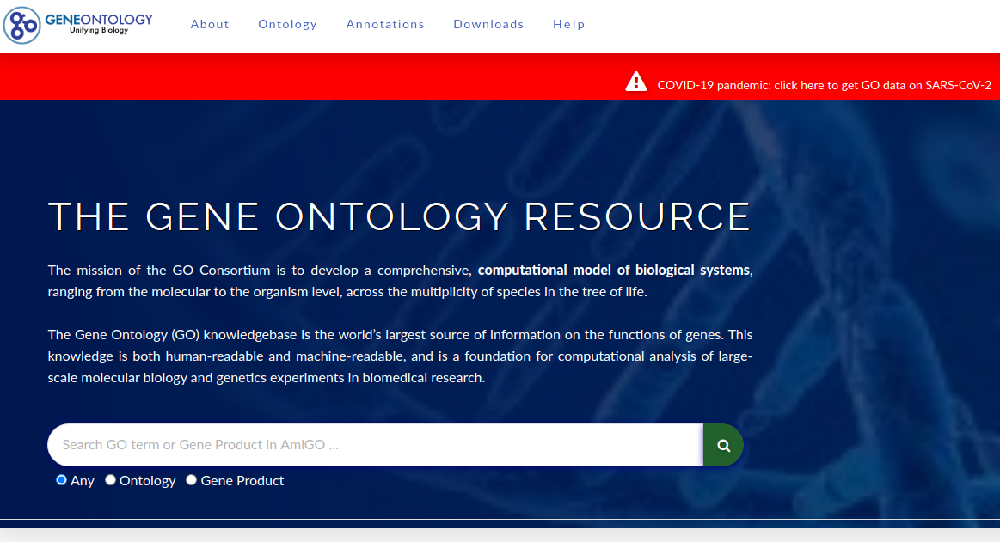 GENEONTOLOGY
Unifying Biology
About Ontology Annotations Downloads Help
COVID-19 pandemic: click here to get GO data on SARS-CoV-2
THE GENE ONTOLOGY RESOURCE
The mission of the GO Consortium is to develop a comprehensive, computational model of biological systems,
ranging from the molecular to the organism level, across the multiplicity of species in the tree of life.
The Gene Ontology (GO) knowledgebase is the world’s largest source of information on the functions of genes. This
knowledge is both human-readable and machine-readable, and is a foundation for computational analysis of large-
scale molecular biology and genetics experiments in biomedical research.
Search GO term or Gene Product in AmiGO ...
Any Ontology Gene Product